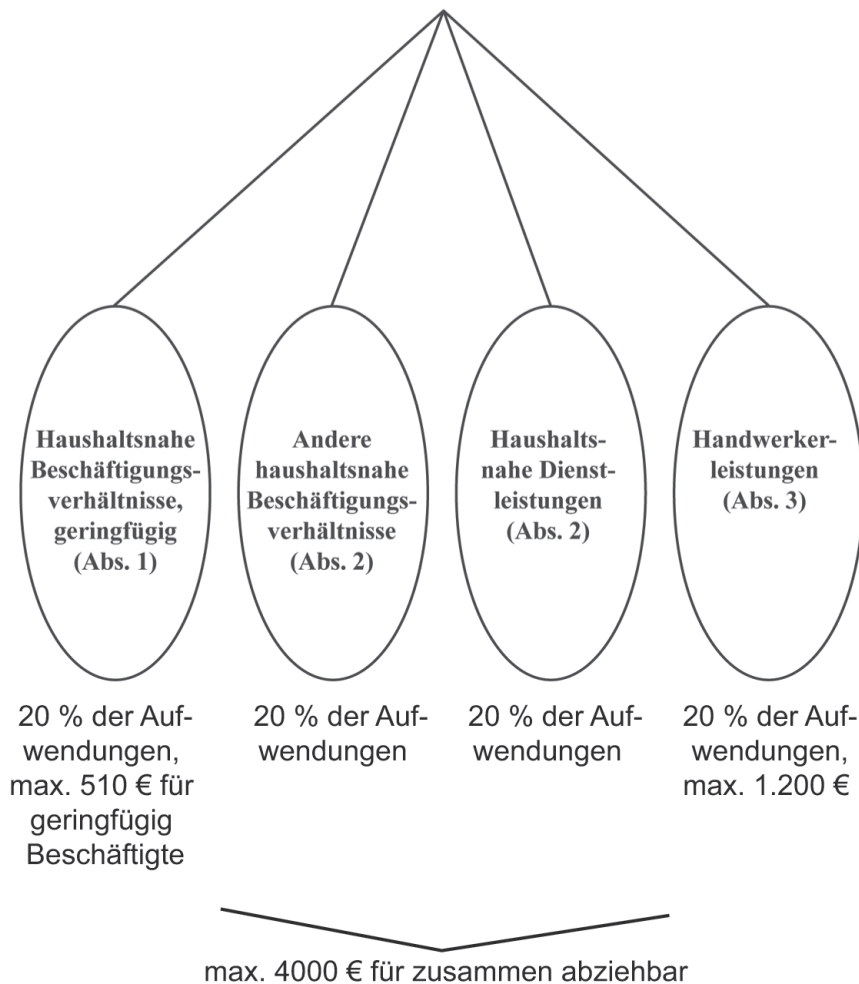 Haushaltsnahe
Beschäftigungs-
verhältnisse,
geringfügig
(Abs. 1)
Andere
haushaltsnahe
Beschäftigungs-
verhältnisse
(Abs. 2)
Haushalts-
nahe Dienst-
leistungen
(Abs. 2)
Handwerker-
leistungen
(Abs. 3)
20 % der Auf-
wendungen,
max. 510 € für
geringfügig
Beschäftigte
20 % der Auf-
wendungen
20 % der Auf-
wendungen
20 % der Auf-
wendungen,
max. 1.200 €
max. 4000 € für zusammen abziehbar